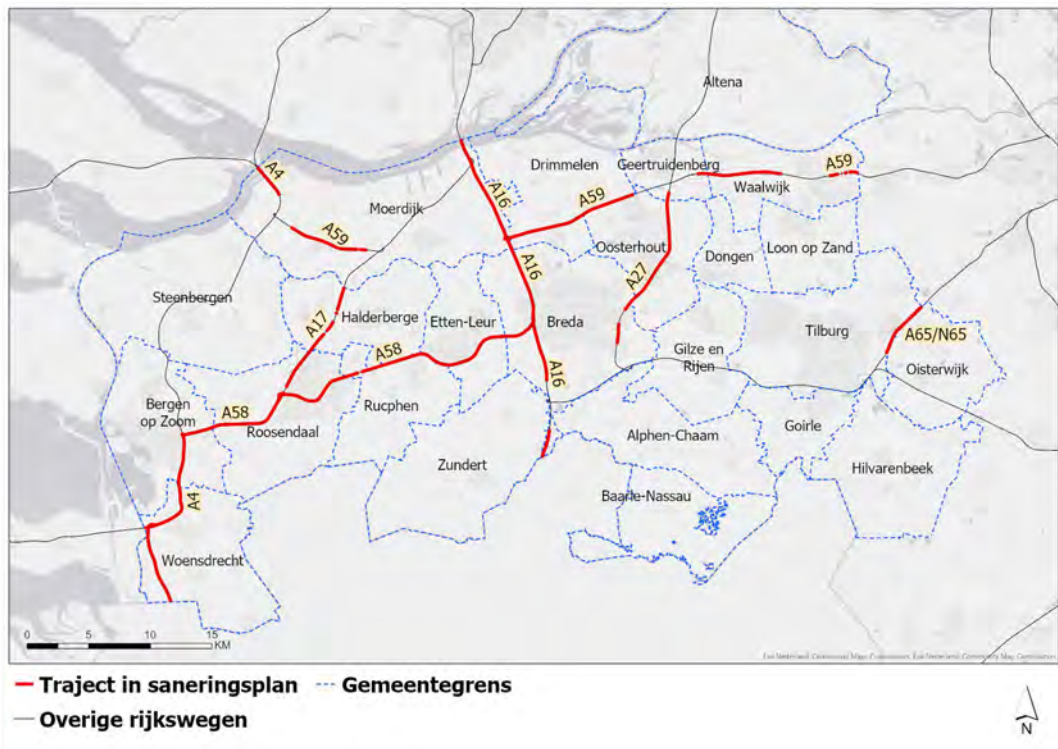 Altena
Drimmelen
Geertruidenberg
A59
Waalwijk
A4
A16
A59
Moerdijk
A59
Oosterhout
Dongen
Loon op Zand
A16
A27
Steenbergen
A17
Halderberge
Etten-Leur
Breda
Tilburg
A65/N65
A58
Gilze en
Rijen
Oisterwijk
A16
Bergen
op Zoom
A58
Rucphen
Roosendaal
Alphen-Chaam
Goirle
Zundert
Hilvarenbeek
A4
Baarle-Nassau
Woensdrecht
0 5 10 15
KM
Traject in saneringsplan
Gemeentegrens
Overige rijkswegen
N